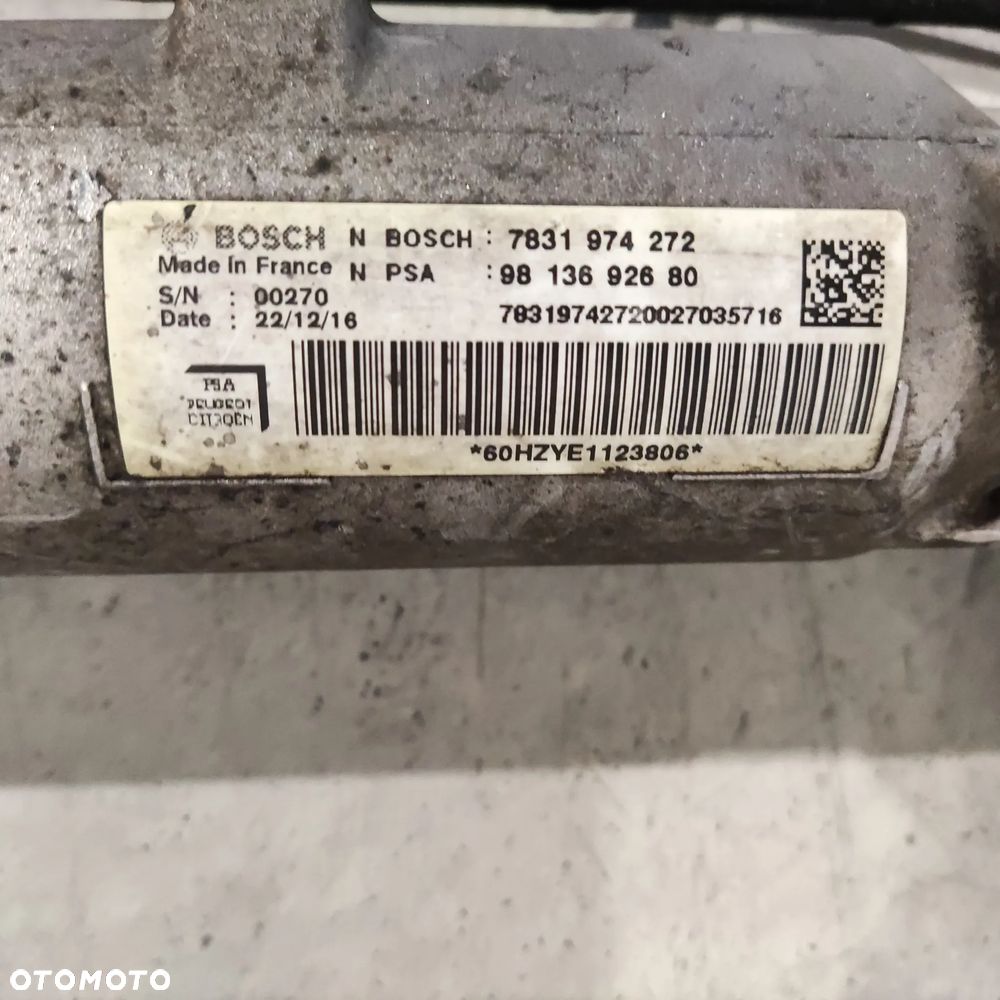 BOSCH N BOSCH : 7831 974 272
Made In France N PSA : 98 136 926 80
S/N : 00270
Date : 22/12/16 78319742720027035716
PSA
PEUGEOT
CITROËN
*60HZYE1123806*
OTOMOTO